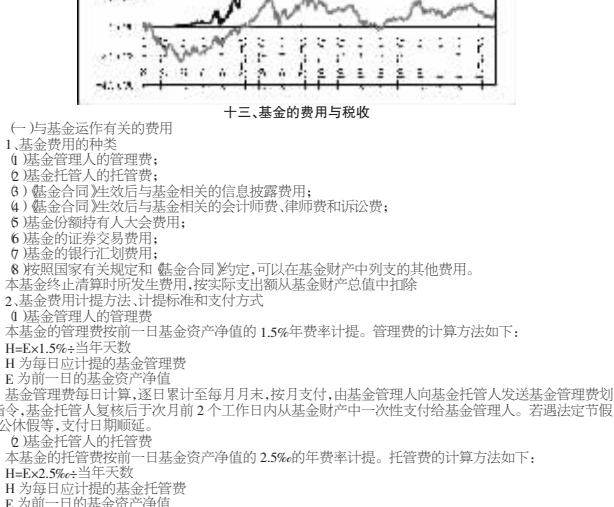 十三、基金的费用与税收
(一)与基金运作有关的费用
1、基金费用的种类
(1)基金管理人的管理费;
(2)基金托管人的托管费;
(3)《基金合同》生效后与基金相关的信息披露费用;
(4)《基金合同》生效后与基金相关的会计师费、律师费和诉讼费;
(5)基金份额持有人大会费用;
(6)基金的证券交易费用;
(7)基金的银行汇划费用;
(8)按照国家有关规定和《基金合同》约定,可以在基金财产中列支的其他费用。
本基金终止清算时所发生费用,按实际支出额从基金财产总值中扣除
2、基金费用计提方法、计提标准和支付方式
(1)基金管理人的管理费
本基金的管理费按前一日基金资产净值的1.5%年费率计提。管理费的计算方法如下:
H=E×1.5%÷当年天数
H 为每日应计提的基金管理费
E 为前一日的基金资产净值
基金管理费每日计算,逐日累计至每月月末,按月支付,由基金管理人向基金托管人发送基金管理费划
指令,基金托管人复核后于次月前2个工作日内从基金财产中一次性支付给基金管理人。若遇法定节假
公休假等,支付日期顺延。
(2)基金托管人的托管费
本基金的托管费按前一日基金资产净值的2.5‰的年费率计提。托管费的计算方法如下:
H=E×2.5‰÷当年天数
H 为每日应计提的基金托管费
E 为前一日的基金资产净值